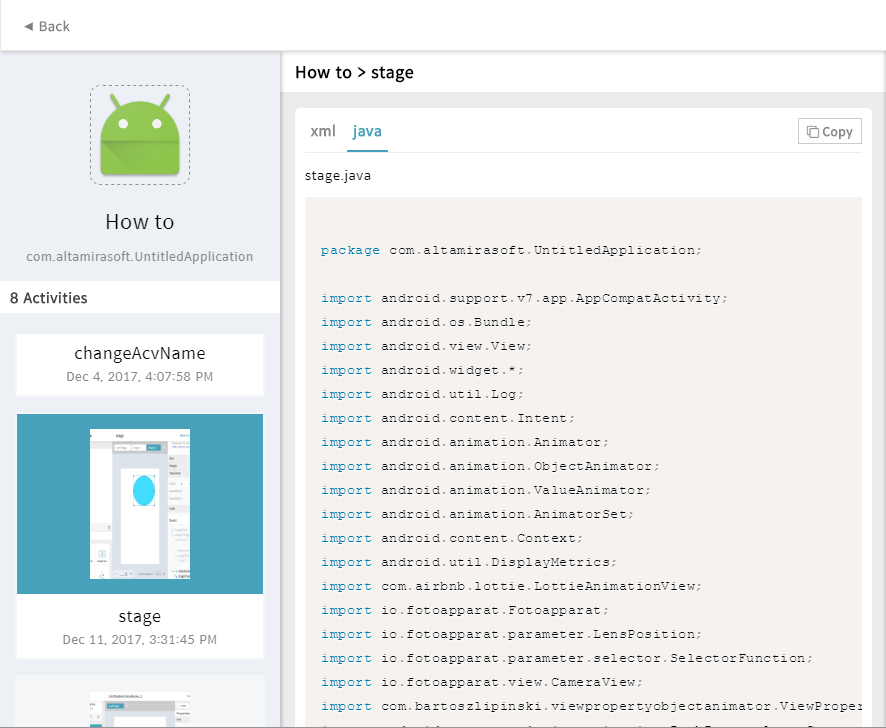 ◄ Back
How to
com.altamirasoft.UntitledApplication
8 Activities
changeAcvName
Dec 4, 2017, 4:07:58 PM
stage
stage
Dec 11, 2017, 3:31:45 PM
How to > stage
xml java
Copy
stage.java
package com.altamirasoft.UntitledApplication;
import android.support.v7.app.AppCompatActivity;
import android.os.Bundle;
import android.view.View;
import android.widget.*;
import android.util.Log;
import android.content.Intent;
import android.animation.Animator;
import android.animation.ObjectAnimator;
import android.animation.ValueAnimator;
import android.animation.AnimatorSet;
import android.content.Context;
import android.util.DisplayMetrics;
import com.airbnb.lottie.LottieAnimationView;
import io.fotoapparat.Fotoapparat;
import io.fotoapparat.parameter.LensPosition;
import io.fotoapparat.parameter.selector.SelectorFunction;
import io.fotoapparat.view.CameraView;
import com.bartoszlipinski.viewpropertyobjectanimator.ViewProper